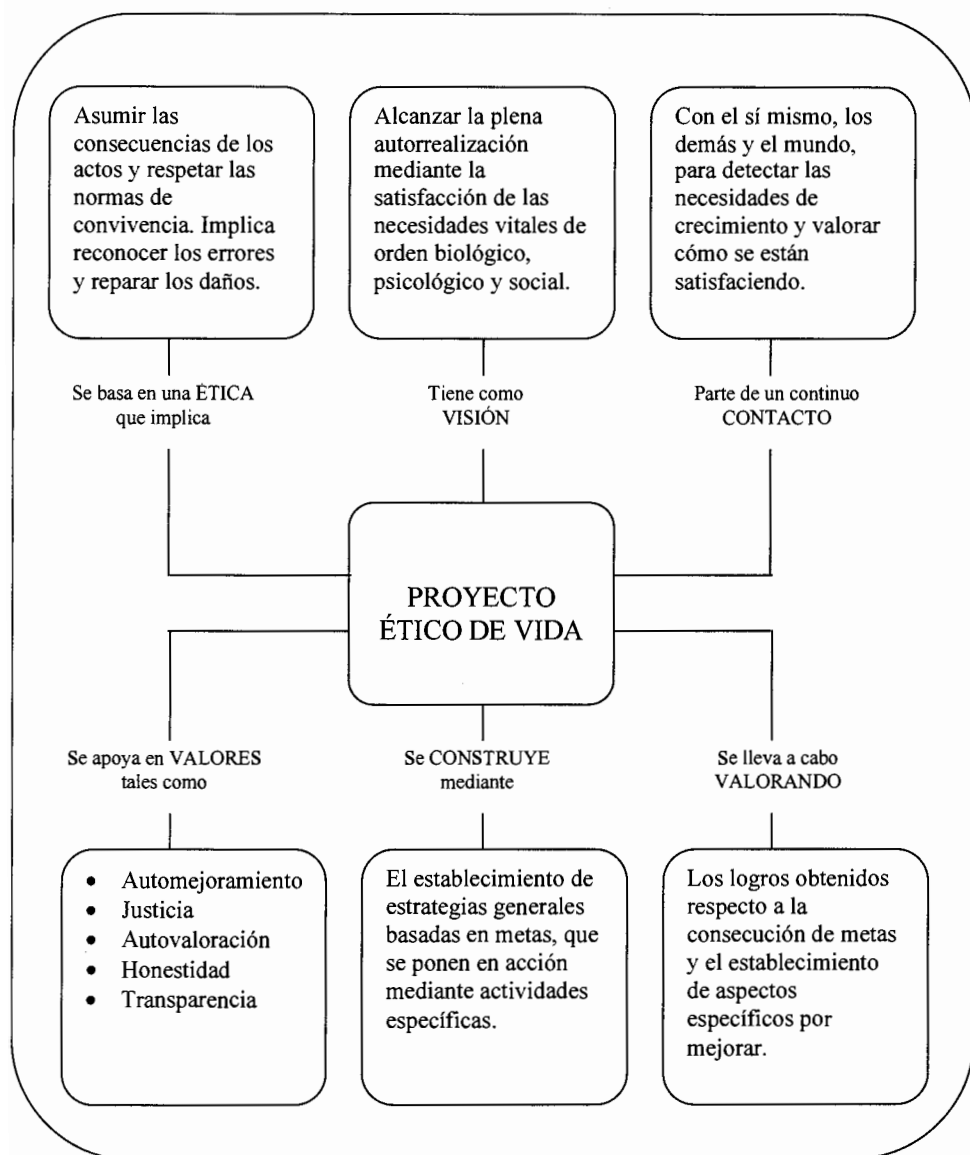 Asumir las
consecuencias de los
actos y respetar las
normas de
convivencia. Implica
reconocer los errores
y reparar los daños.
Alcanzar la plena
autorrealización
mediante la
satisfacción de las
necesidades vitales de
orden biológico,
psicológico y social.
Con el sí mismo, los
demás y el mundo,
para detectar las
necesidades de
crecimiento y valorar
cómo se están
satisfaciendo.
Se basa en una ÉTICA
que implica
Tiene como
VISIÓN
Parte de un continuo
CONTACTO
PROYECTO
ÉTICO DE VIDA
Se apoya en VALORES
tales como
Se CONSTRUYE
mediante
Se lleva a cabo
VALORANDO
• Automejoramiento
• Justicia
• Autovaloración
• Honestidad
• Transparencia
El establecimiento de
estrategias generales
basadas en metas, que
se ponen en acción
mediante actividades
específicas.
Los logros obtenidos
respecto a la
consecución de metas
y el establecimiento
de aspectos
específicos por
mejorar.